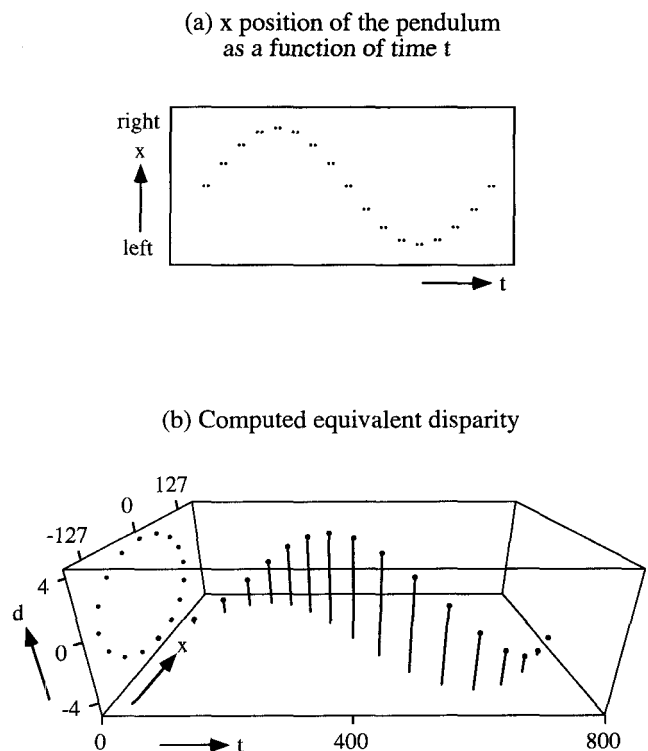 (a) x position of the pendulum
as a function of time t
right
x
left
t
(b) Computed equivalent disparity
127
0
-127
4
d
0
x
-4
0
t
400
800